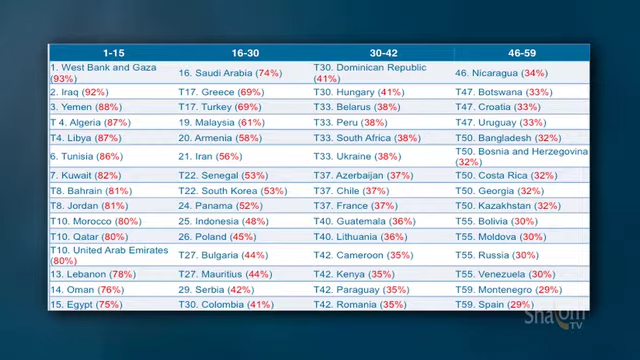 1-15
16-30
30-42
46-59
1. West Bank and Gaza (93%)
16. Saudi Arabia (74%)
T30. Dominican Republic (41%)
46. Nicaragua (34%)
2. Iraq (92%)
T17. Greece (69%)
T30. Hungary (41%)
T47. Botswana (33%)
3. Yemen (88%)
T17. Turkey (69%)
T33. Belarus (38%)
T47. Croatia (33%)
T 4. Algeria (87%)
19. Malaysia (61%)
T33. Peru (38%)
T47. Uruguay (33%)
T4. Libya (87%)
20. Armenia (58%)
T33. South Africa (38%)
T50. Bangladesh (32%)
6. Tunisia (86%)
21. Iran (56%)
T33. Ukraine (38%)
T50. Bosnia and Herzegovina (32%)
7. Kuwait (82%)
T22. Senegal (53%)
T37. Azerbaijan (37%)
T50. Costa Rica (32%)
T8. Bahrain (81%)
T22. South Korea (53%)
T37. Chile (37%)
T50. Georgia (32%)
T8. Jordan (81%)
24. Panama (52%)
T37. France (37%)
T50. Kazakhstan (32%)
T10. Morocco (80%)
25. Indonesia (48%)
T40. Guatemala (36%)
T55. Bolivia (30%)
T10. Qatar (80%)
26. Poland (45%)
T40. Lithuania (36%)
T55. Moldova (30%)
T10. United Arab Emirates (80%)
T27. Bulgaria (44%)
T42. Cameroon (35%)
T55. Russia (30%)
13. Lebanon (78%)
T27. Mauritius (44%)
T42. Kenya (35%)
T55. Venezuela (30%)
14. Oman (76%)
29. Serbia (42%)
T42. Paraguay (35%)
T59. Montenegro (29%)
15. Egypt (75%)
T30. Colombia (41%)
T42. Romania (35%)
T59. Spain (29%)
Shalom
TV